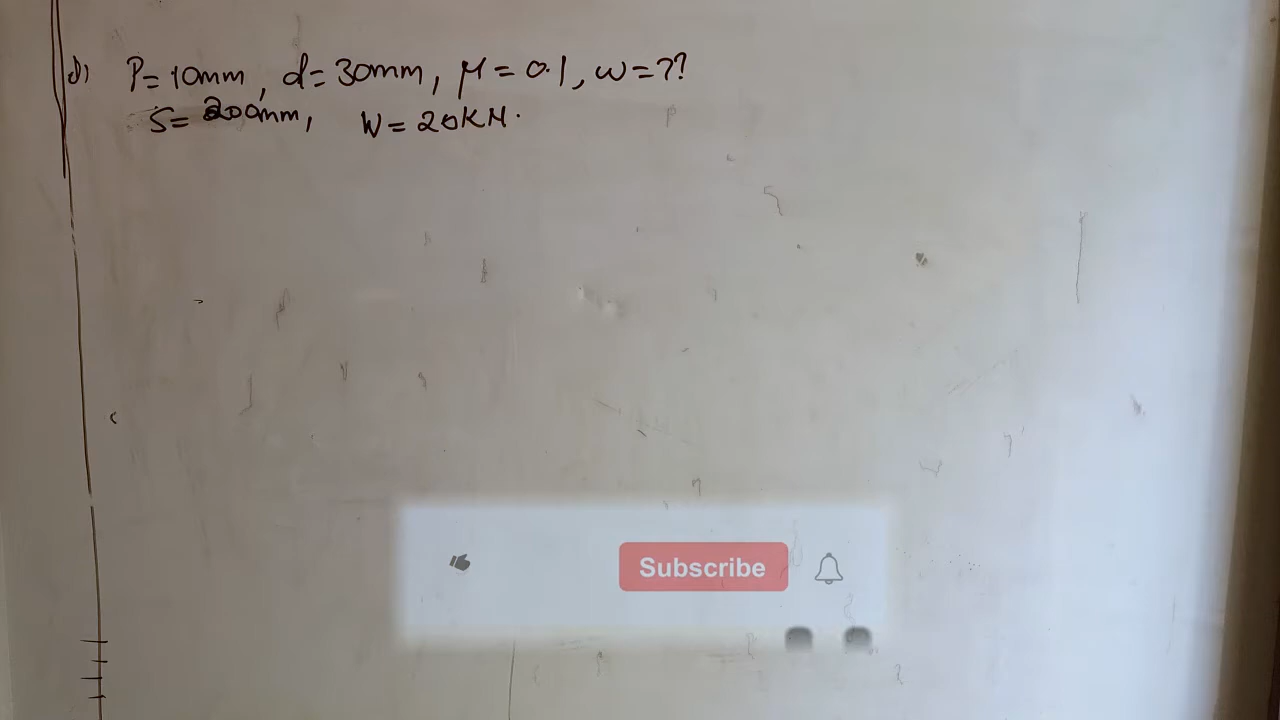 d) P=10mm, d=30mm, μ=0.1, w=??
S=200mm, W=20KN.
Subscribe